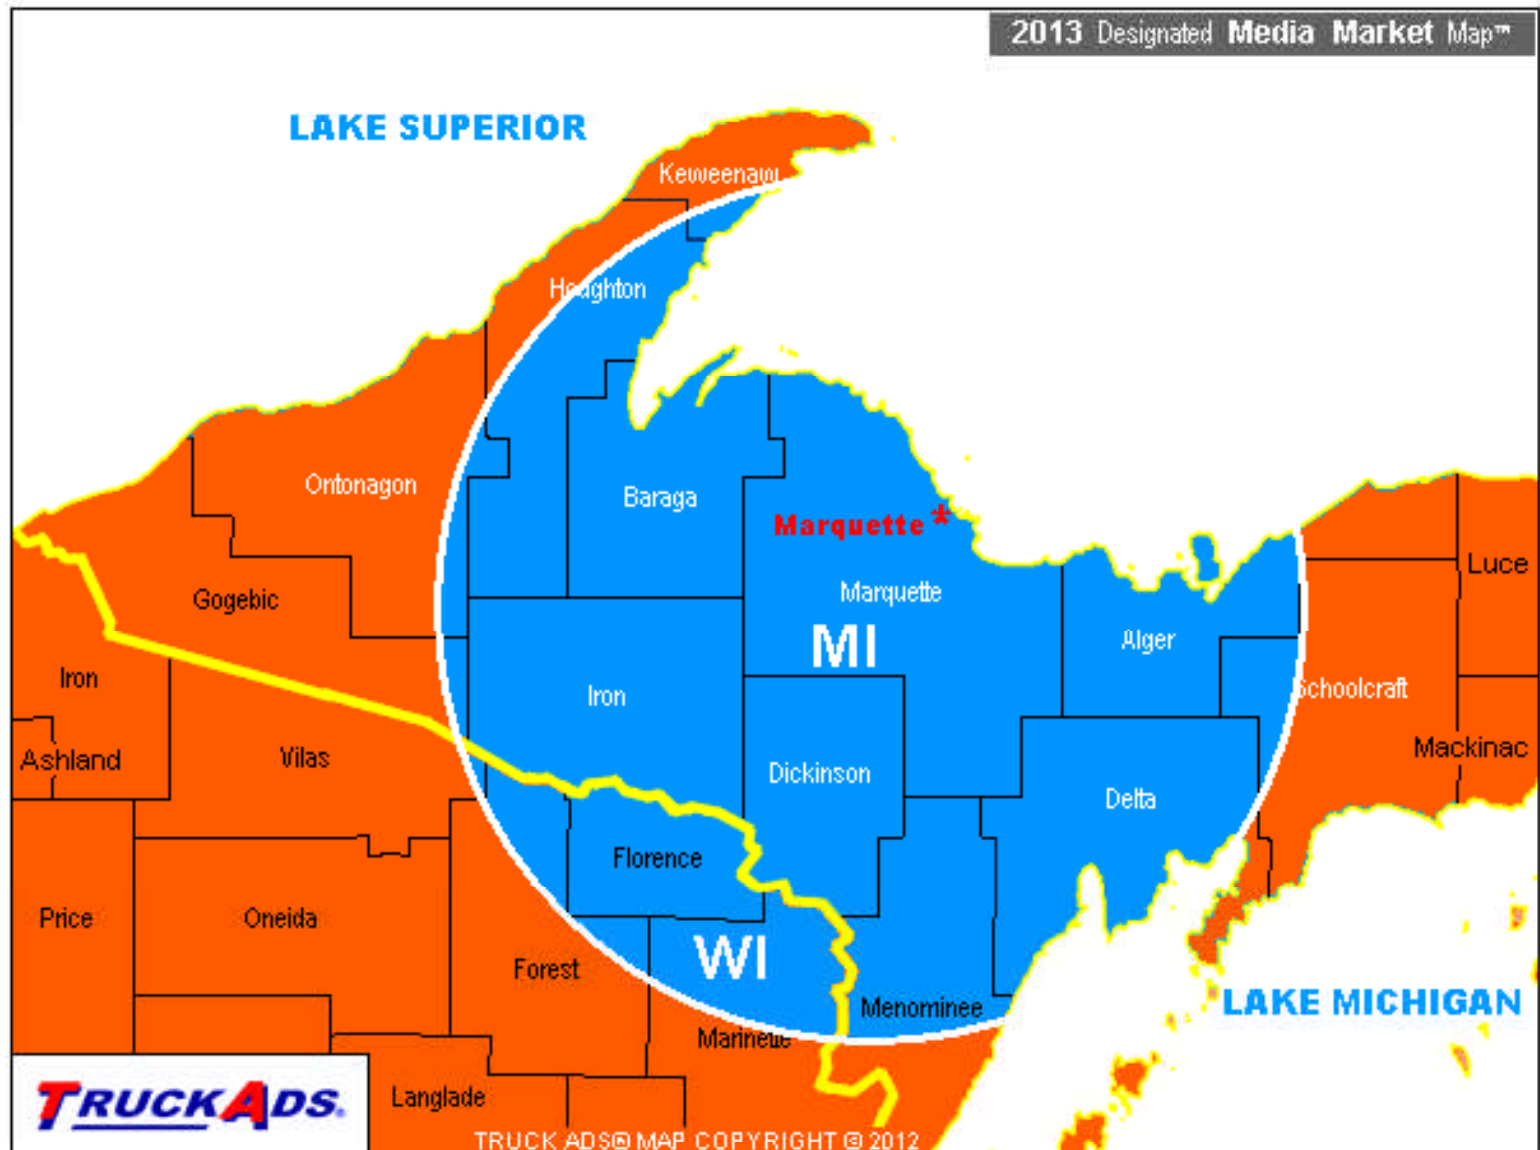 2013 Designated Media Market Map™
LAKE SUPERIOR
Keweenaw
Houghton
Ontonagon
Baraga
Marquette*
Luce
Gogebic
Marquette
MI
Alger
Iron
Iron
Schoolcraft
Ashland
Vilas
Dickinson
Mackinac
Delta
Florence
Price
Oneida
WI
Forest
Menominee
LAKE MICHIGAN
Marinette
TRUCKADS.
Langlade
TRUCK ADS® MAP COPYRIGHT © 2012